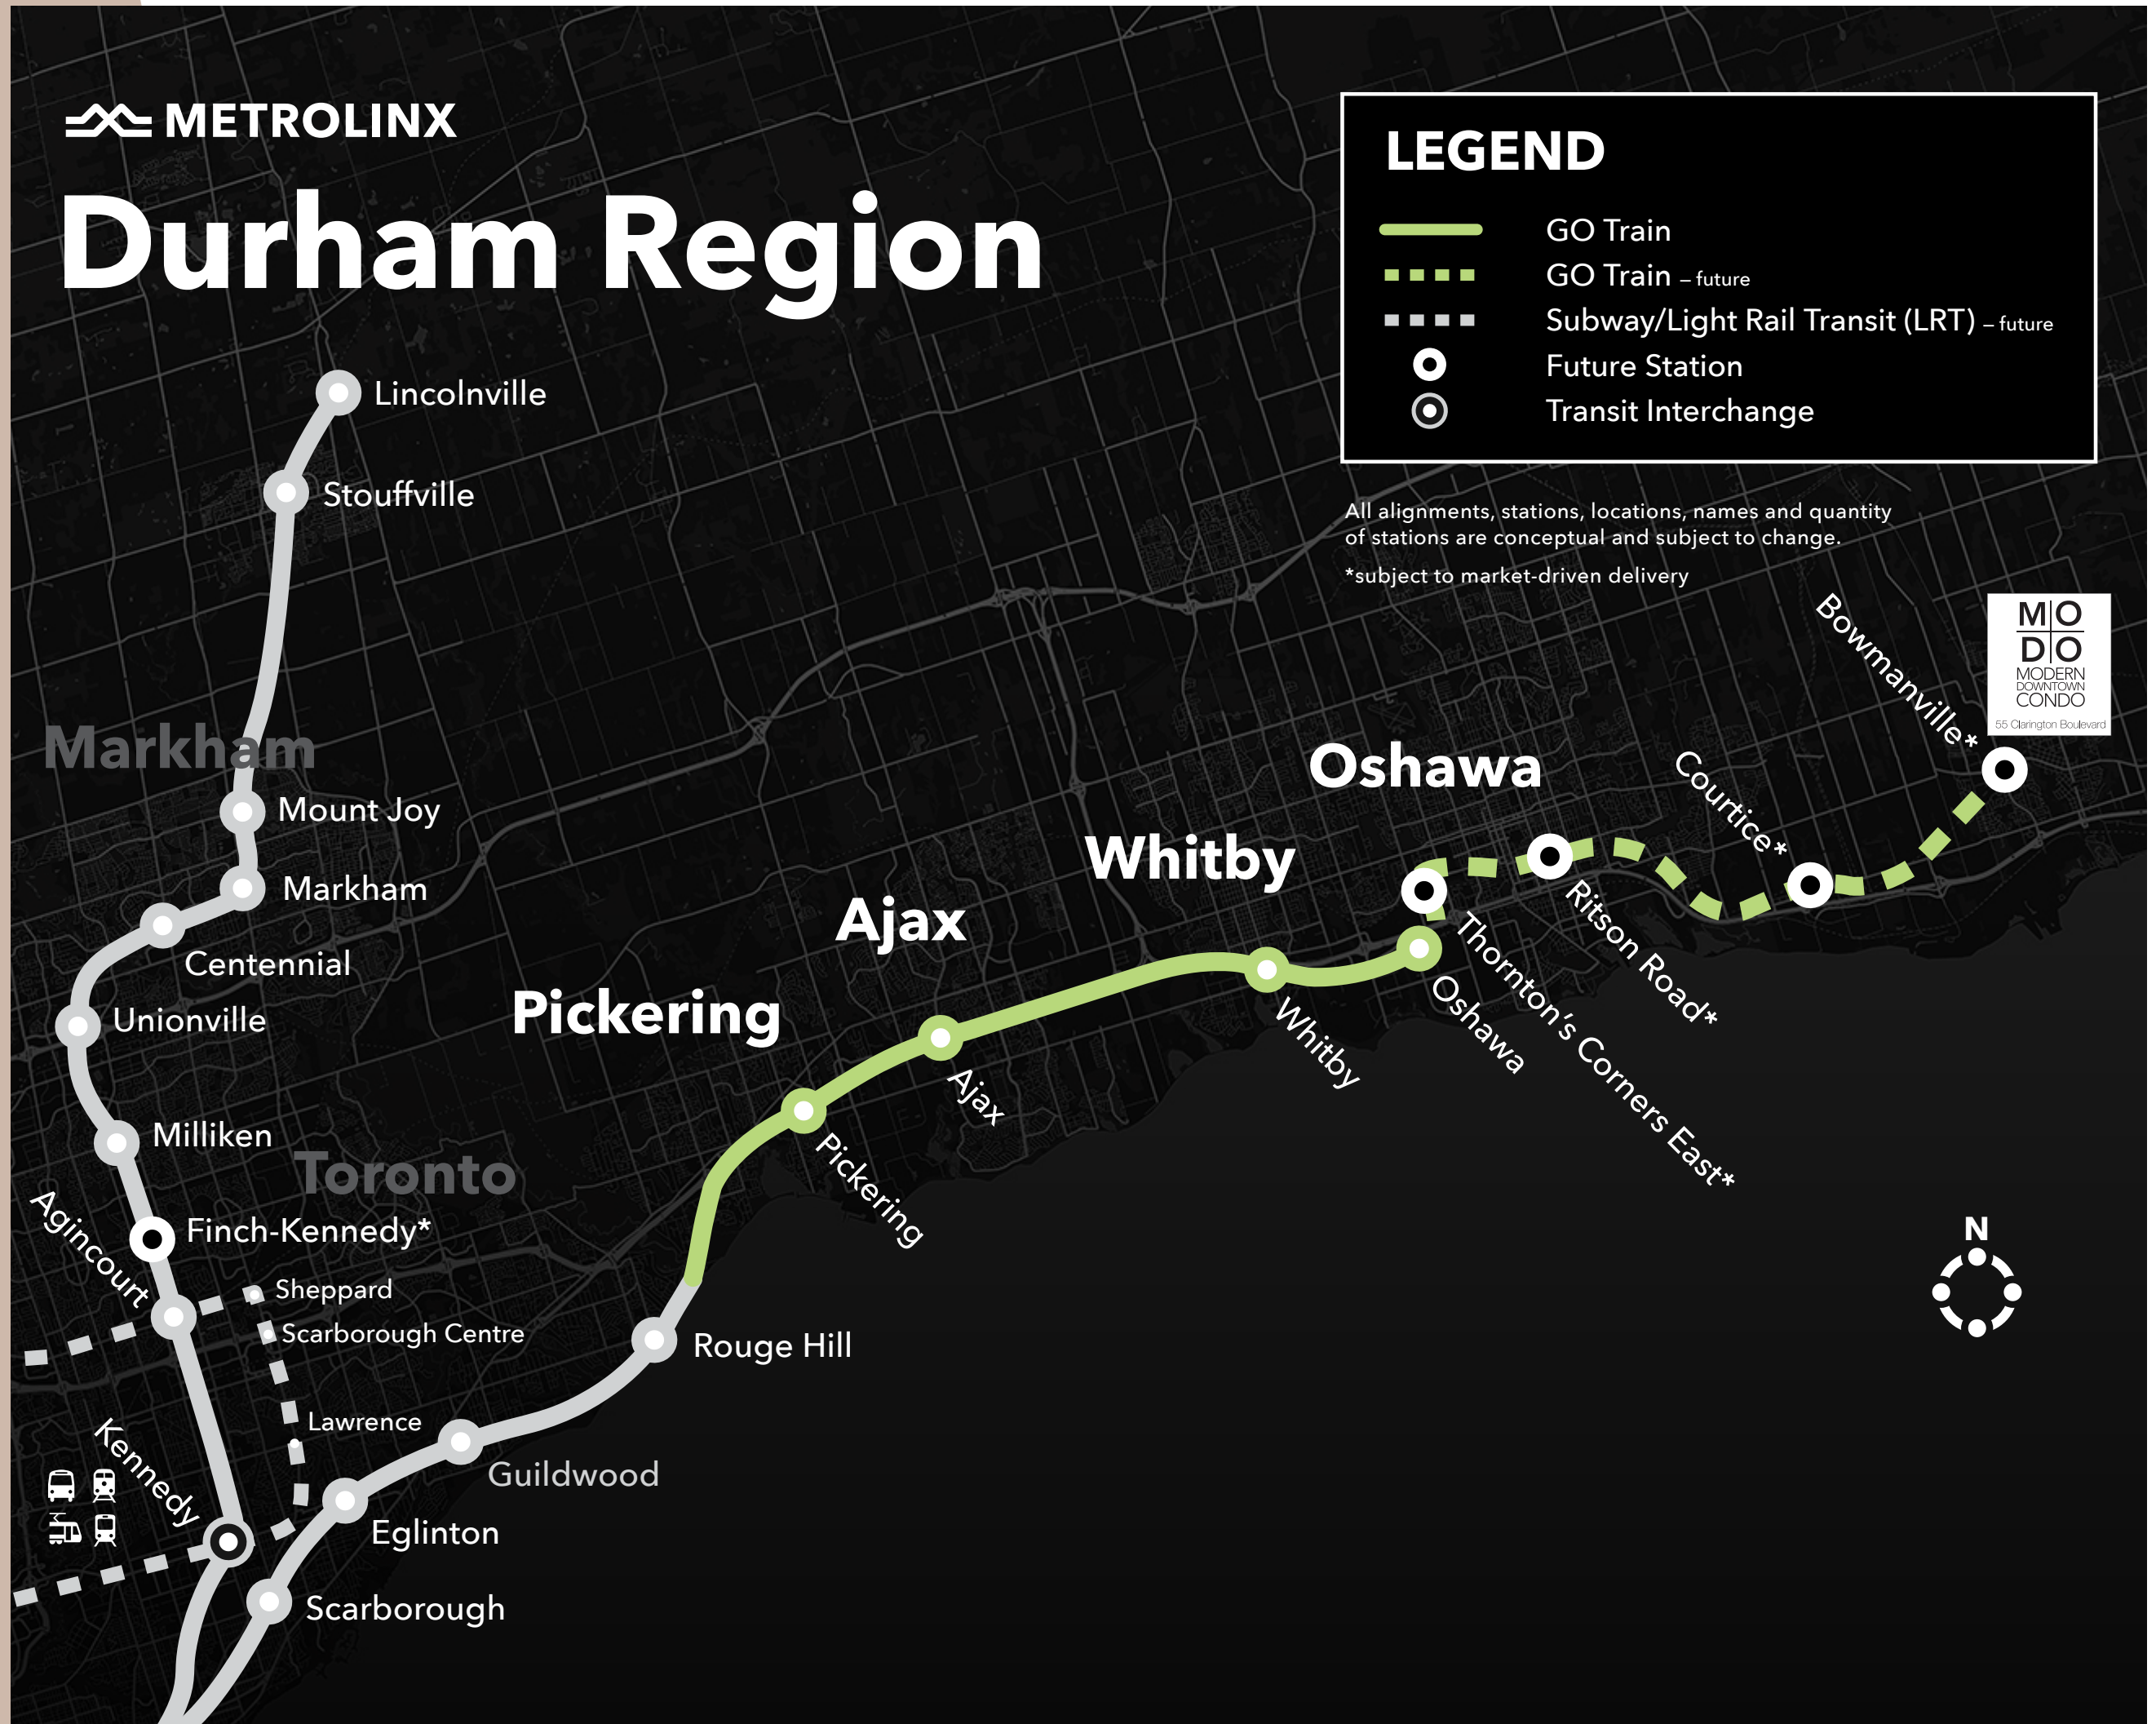 METROLINX
Durham Region
LEGEND
GO Train
GO Train – future
Subway/Light Rail Transit (LRT) – future
Future Station
Transit Interchange
All alignments, stations, locations, names and quantity
of stations are conceptual and subject to change.
*subject to market-driven delivery
Lincolnville
Stouffville
Markham
Mount Joy
Markham
Centennial
Unionville
Milliken
Toronto
Finch-Kennedy*
Agincourt
Sheppard
Scarborough Centre
Lawrence
Kennedy
Guildwood
Eglinton
Scarborough
Rouge Hill
Pickering
Pickering
Ajax
Ajax
Whitby
Whitby
Oshawa
Oshawa
Thornton's Corners East*
Ritson Road*
Courtice*
Bowmanville*
M|O
D|O
MODERN
DOWNTOWN
CONDO
55 Clarington Boulevard
N